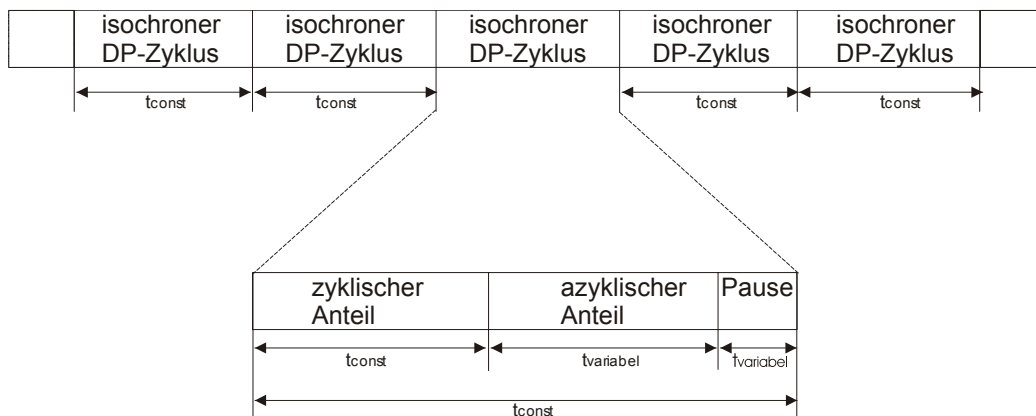 isochroner isochroner isochroner isochroner isochroner
DP-Zyklus DP-Zyklus DP-Zyklus DP-Zyklus DP-Zyklus
tconst tconst tconst tconst
zyklischer azyklischer Pause
Anteil Anteil
tconst tvariabel tvariabel
tconst